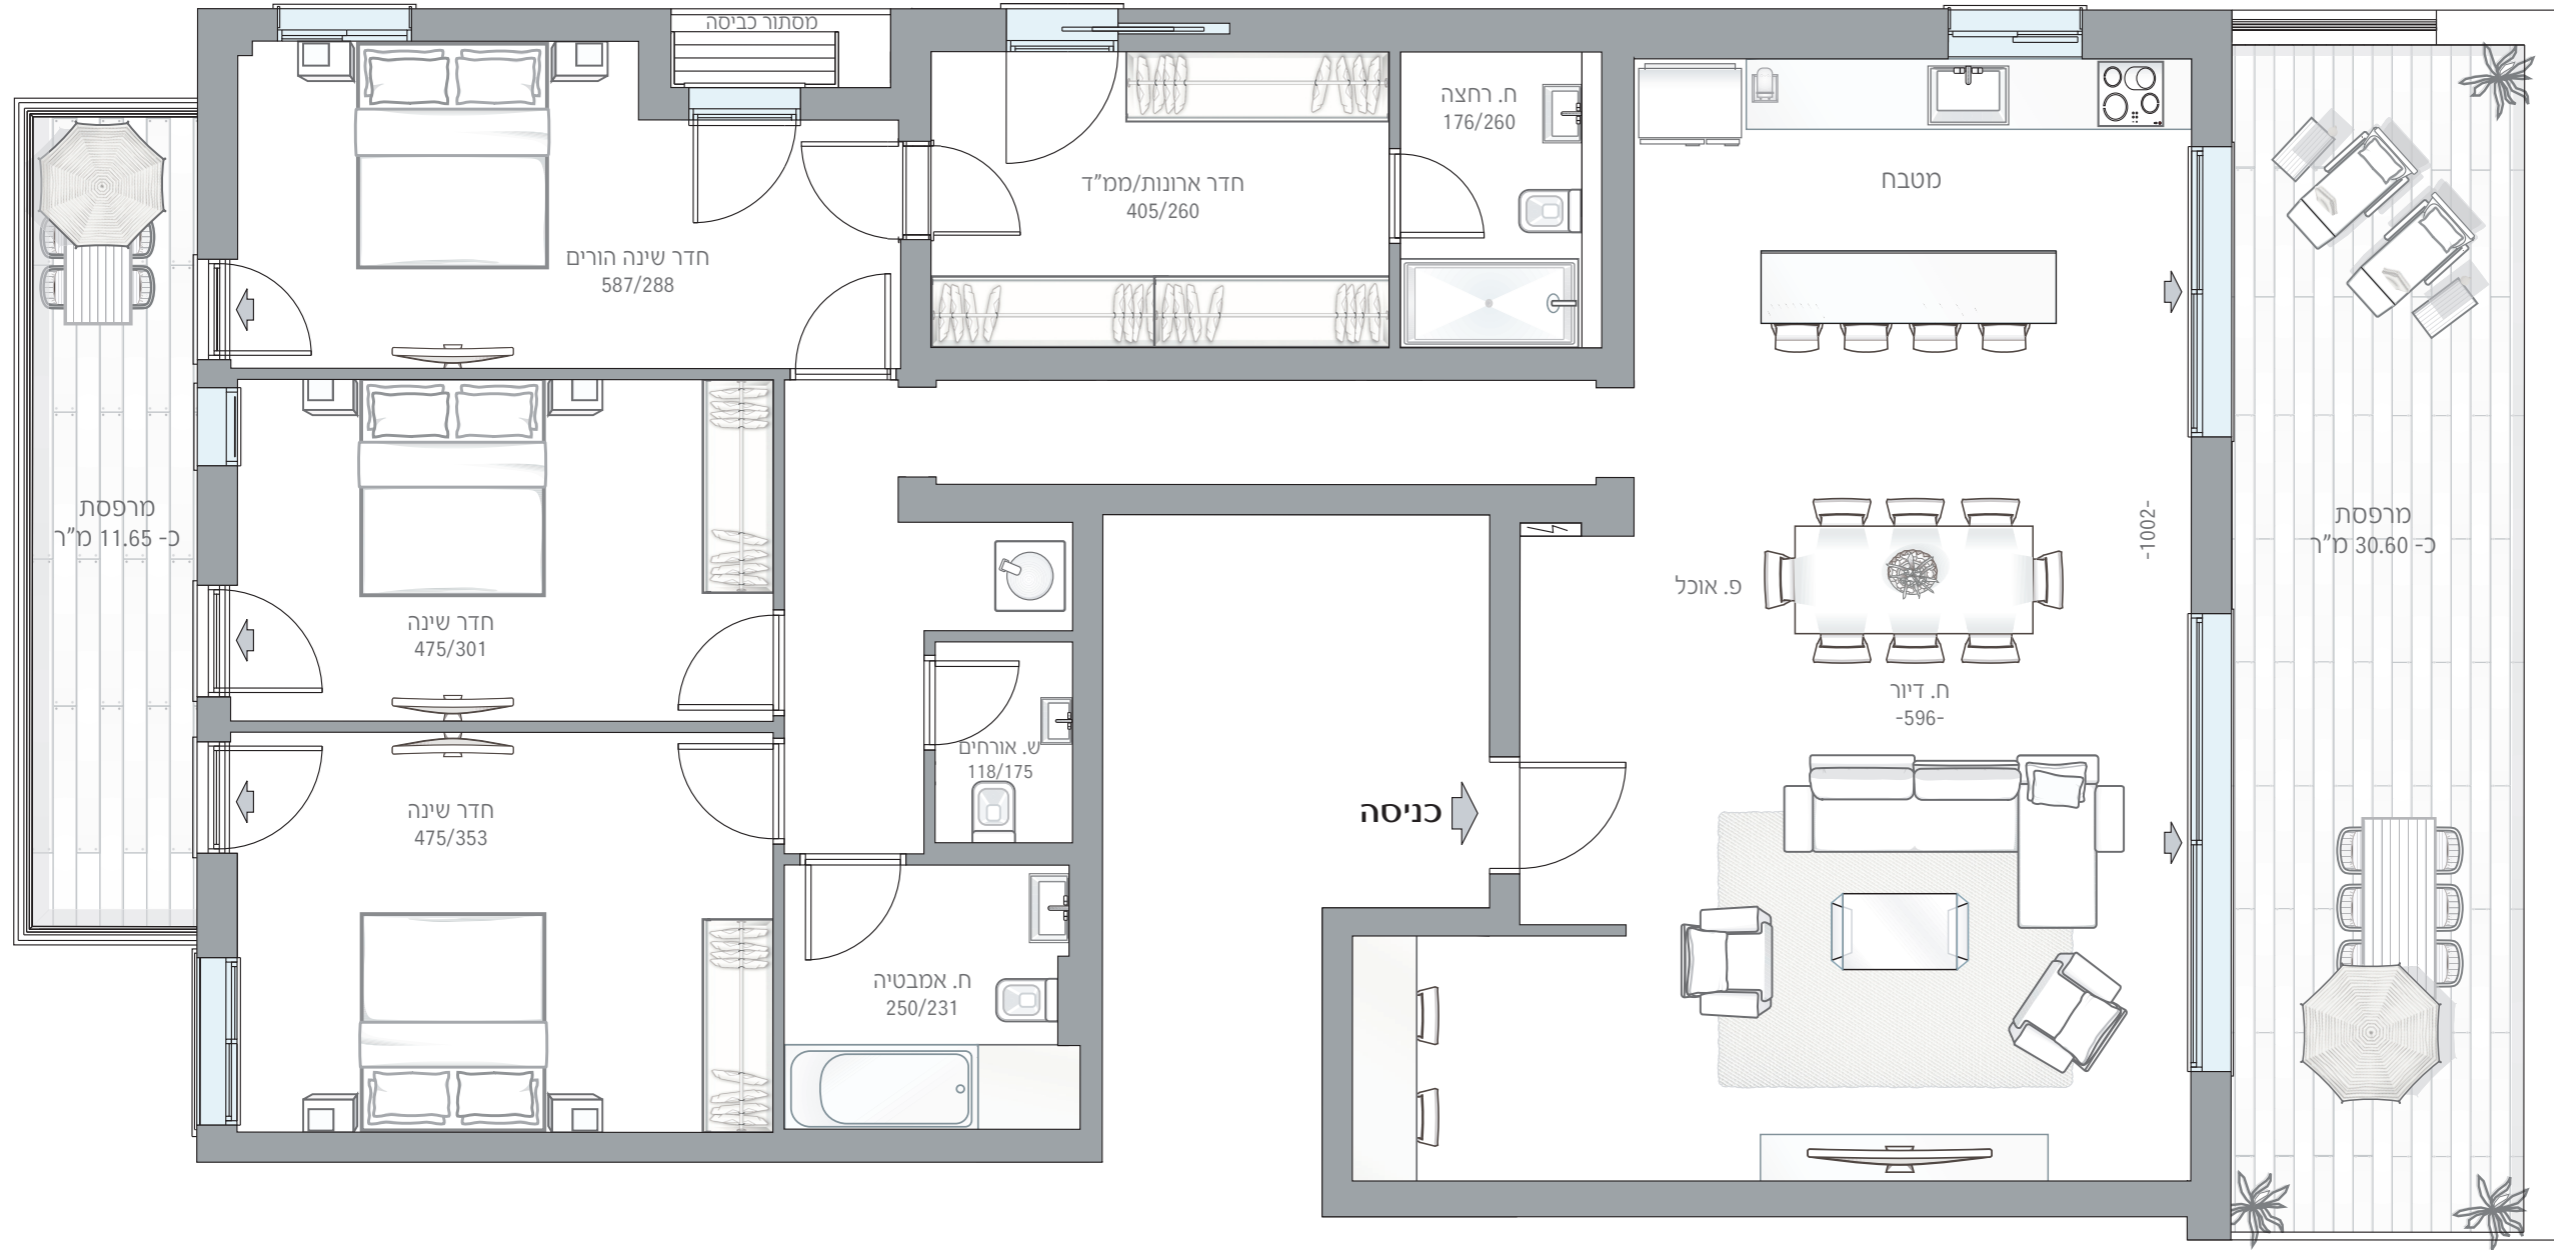 מסתור כביסה
ח. רחצה
176/260
מטבח
חדר ארונות/ממ"ד
405/260
חדר שינה הורים
587/288
מרפסת
כ- 30.60 מ"ר
-1002-
פ. אוכל
ח. דיור
-596-
מרפסת
כ- 11.65 מ"ר
חדר שינה
475/301
ש. אורחים
118/175
כניסה
חדר שינה
475/353
ח. אמבטיה
250/231